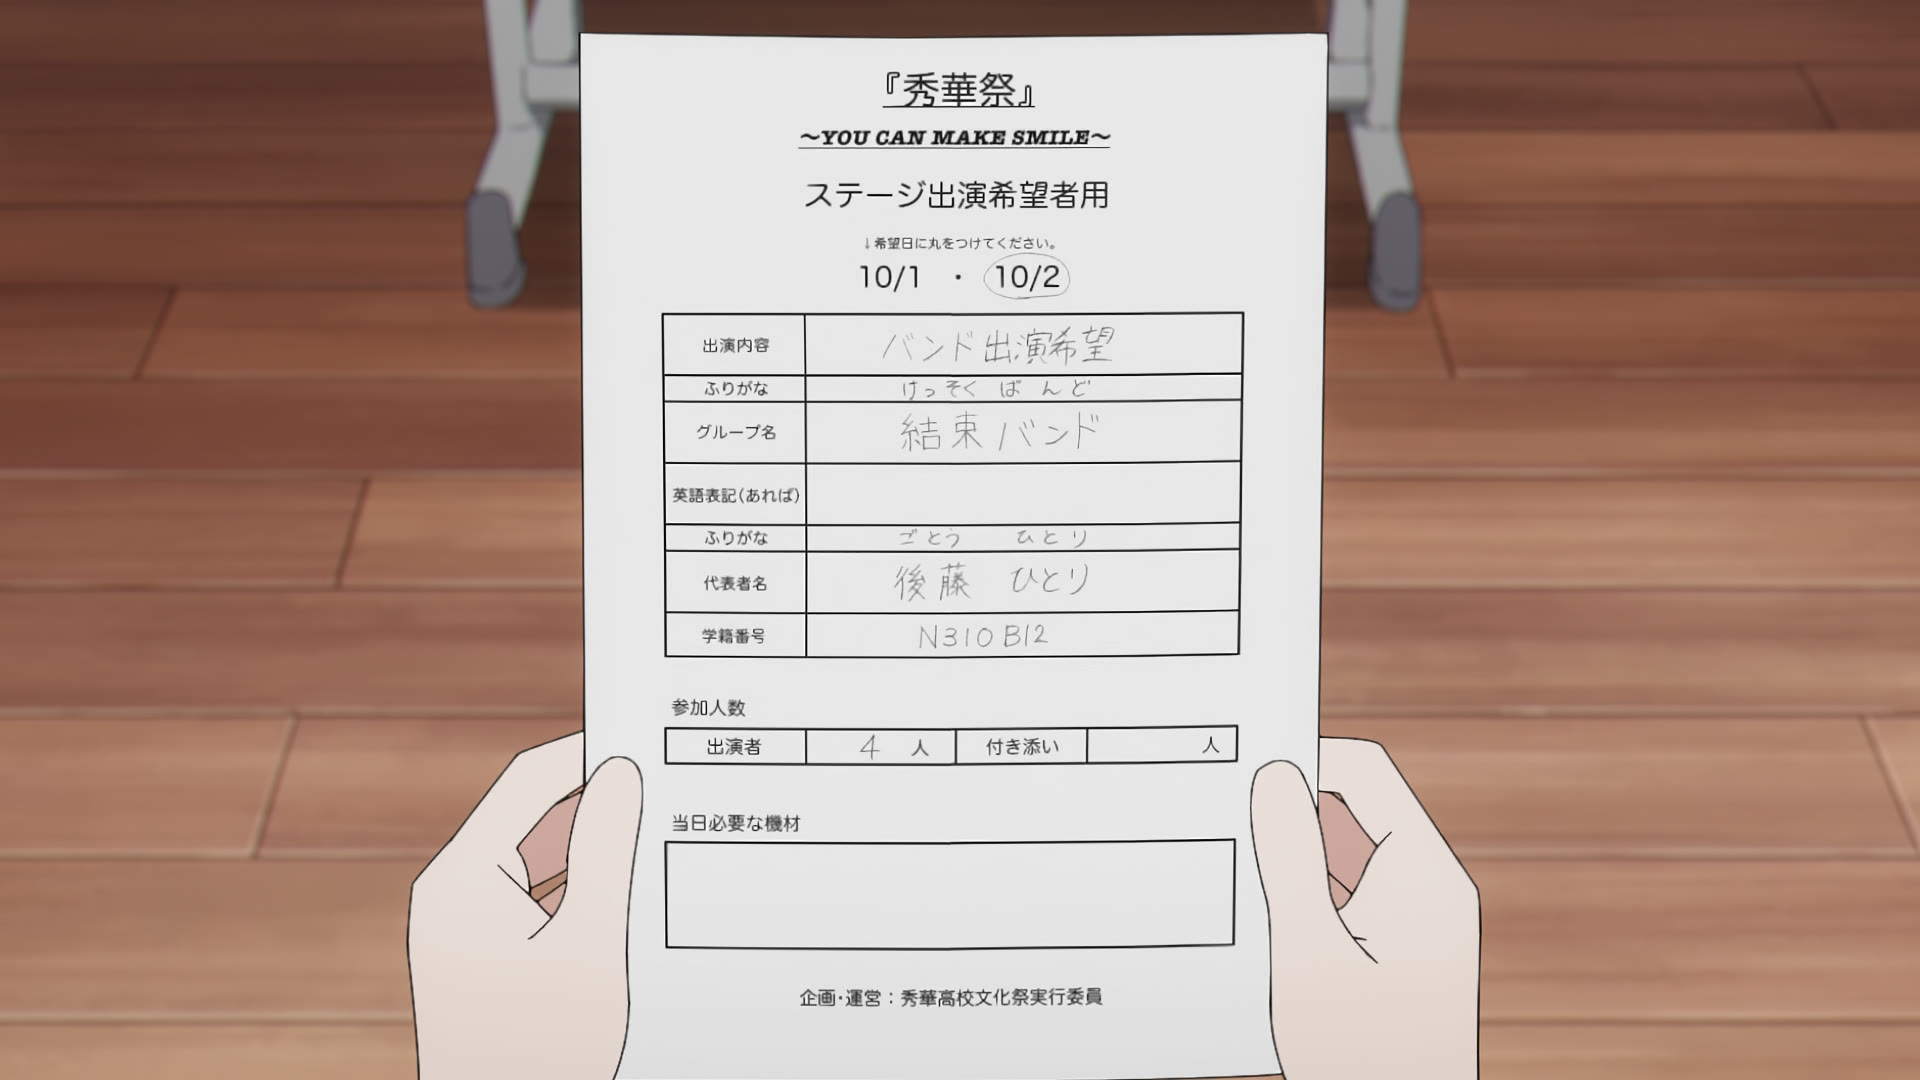 『秀華祭』
～YOU CAN MAKE SMILE～
ステージ出演希望者用
↓希望日に丸をつけてください。
10/1 ・ 10/2
出演内容 バンド出演希望
ふりがな けっそく ばんど
グループ名 結束バンド
英語表記(あれば)
ふりがな ごとう ひとり
代表者名 後藤 ひとり
学籍番号 N310B12
参加人数
出演者 4 人 付き添い 人
当日必要な機材
企画・運営：秀華高校文化祭実行委員